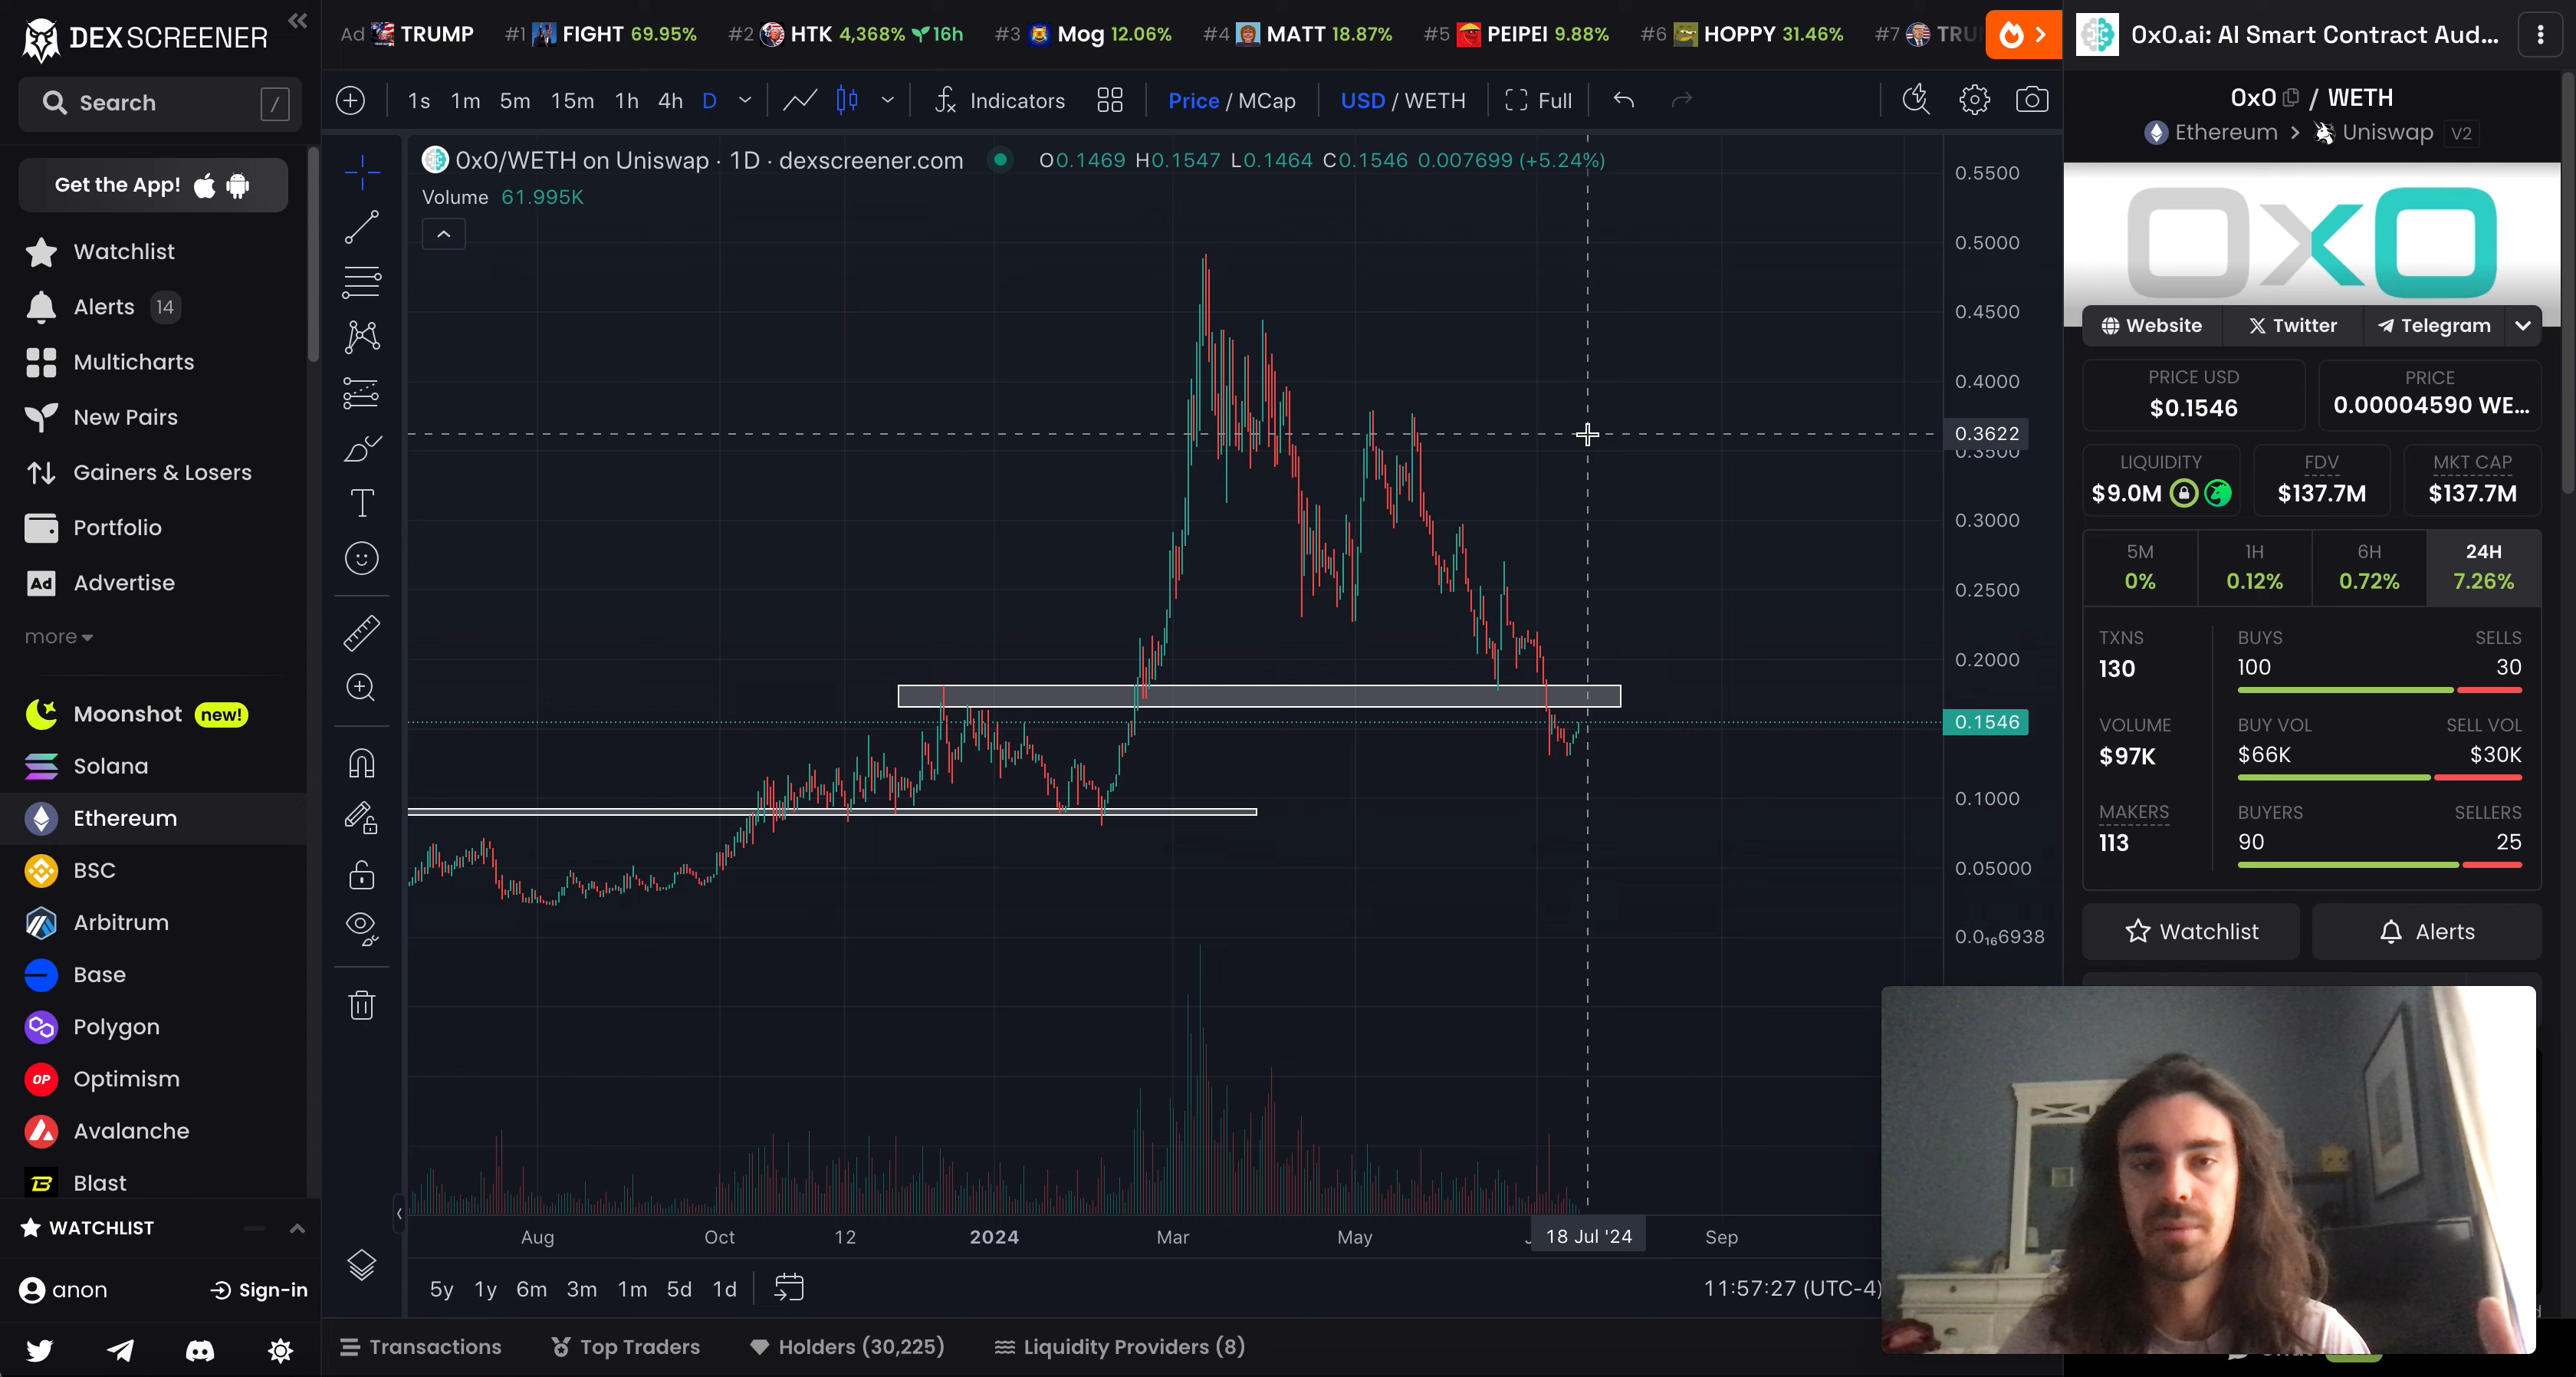 DEX SCREENER
Search
/
Get the App!
Watchlist
Alerts 14
Multicharts
New Pairs
Gainers & Losers
Portfolio
Ad Advertise
more
Moonshot new!
Solana
Ethereum
BSC
Arbitrum
Base
Polygon
OP Optimism
Avalanche
Blast
WATCHLIST
anon
Sign-in
Ad TRUMP #1 FIGHT 69.95% #2 HTK 4,368% 16h #3 Mog 12.06% #4 MATT 18.87% #5 PEIPEI 9.88% #6 HOPPY 31.46% #7 TRU
1s 1m 5m 15m 1h 4h D Indicators Price / MCap USD / WETH Full
0x0/WETH on Uniswap · 1D · dexscreener.com O0.1469 H0.1547 L0.1464 C0.1546 0.007699 (+5.24%)
Volume 61.995K
0.5500
0.5000
0.4500
0.4000
0.3622
0.3500
0.3000
0.2500
0.2000
0.1546
0.1000
0.05000
0.0₁₆6938
Aug Oct 12 2024 Mar May 18 Jul '24 Sep
5y 1y 6m 3m 1m 5d 1d
11:57:27 (UTC-4)
Transactions Top Traders Holders (30,225) Liquidity Providers (8)
0x0.ai: AI Smart Contract Aud...
0x0 / WETH
Ethereum > Uniswap V2
0x0
Website Twitter Telegram
PRICE USD
$0.1546
PRICE
0.00004590 WE...
LIQUIDITY
$9.0M
FDV
$137.7M
MKT CAP
$137.7M
5M 1H 6H 24H
0% 0.12% 0.72% 7.26%
TXNS BUYS SELLS
130 100 30
VOLUME BUY VOL SELL VOL
$97K $66K $30K
MAKERS BUYERS SELLERS
113 90 25
Watchlist Alerts